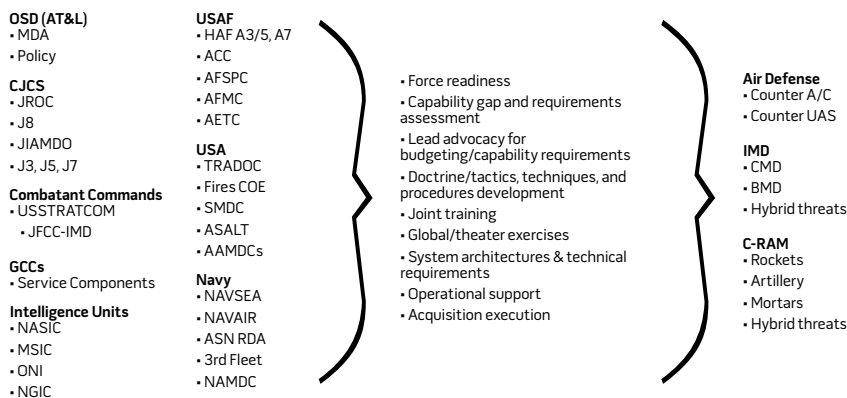 OSD (AT&L)
▪ MDA
▪ Policy
CJCS
▪ JROC
▪ J8
▪ JIAMDO
▪ J3, J5, J7
Combatant Commands
▪ USSTRATCOM
▪ JFCC-IMD
GCCs
▪ Service Components
Intelligence Units
▪ NASIC
▪ MSIC
▪ ONI
▪ NGIC
USAF
▪ HAF A3/5, A7
▪ ACC
▪ AFSPC
▪ AFMC
▪ AETC
USA
▪ TRADOC
▪ Fires COE
▪ SMDC
▪ ASALT
▪ AAMDCs
Navy
▪ NAVSEA
▪ NAVAIR
▪ ASN RDA
▪ 3rd Fleet
▪ NAMDC
▪ Force readiness
▪ Capability gap and requirements
assessment
▪ Lead advocacy for
budgeting/capability requirements
▪ Doctrine/tactics, techniques, and
procedures development
▪ Joint training
▪ Global/theater exercises
▪ System architectures & technical
requirements
▪ Operational support
▪ Acquisition execution
Air Defense
▪ Counter A/C
▪ Counter UAS
IMD
▪ CMD
▪ BMD
▪ Hybrid threats
C-RAM
▪ Rockets
▪ Artillery
▪ Mortars
▪ Hybrid threats